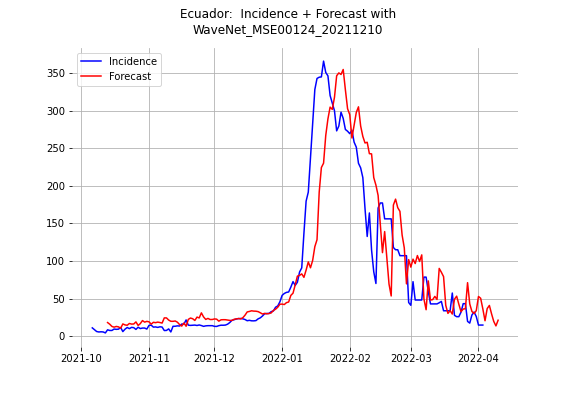 Ecuador:  Incidence + Forecast with
WaveNet_MSE00124_20211210
Incidence
Forecast
350
300
250
200
150
100
50
0
2021-10 2021-11 2021-12 2022-01 2022-02 2022-03 2022-04